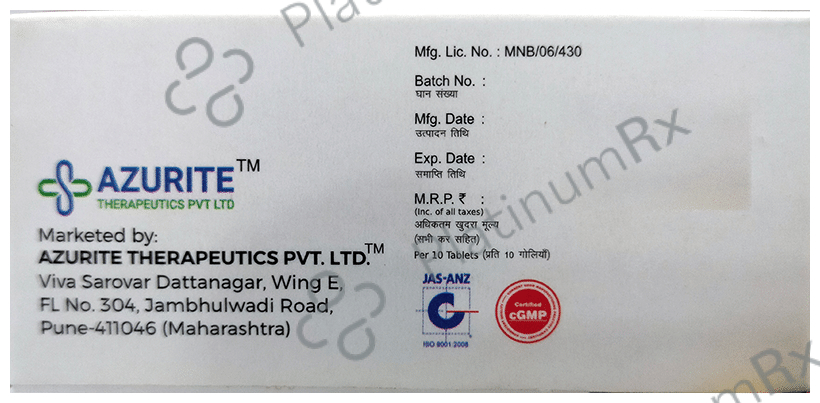 AZURITE™
THERAPEUTICS PVT LTD
Marketed by:
AZURITE THERAPEUTICS PVT. LTD.™
Viva Sarovar Dattanagar, Wing E,
FL No. 304, Jambhulwadi Road,
Pune-411046 (Maharashtra)
Mfg. Lic. No. : MNB/06/430
Batch No. :
घान संख्या
Mfg. Date :
उत्पादन तिथि
Exp. Date :
समाप्ति तिथि
M.R.P. ₹ :
(Inc. of all taxes)
अधिकतम खुदरा मूल्य
(सभी कर सहित)
Per 10 Tablets (प्रति 10 गोलियाँ)
JAS-ANZ
ISO 9001:2008
Certified
cGMP
PlatinumRx